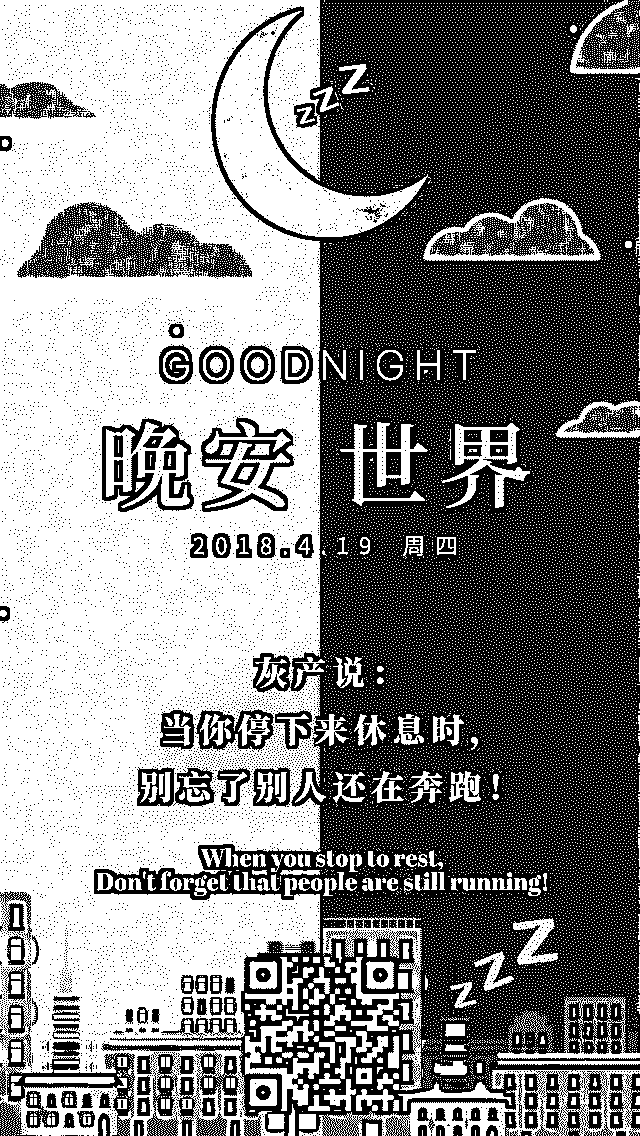 zzZ
GOODNIGHT
晚安 世界
2018.4.19 周四
灰产说：
当你停下来休息时，
别忘了别人还在奔跑！
When you stop to rest,
Don't forget that people are still running!
zzZ